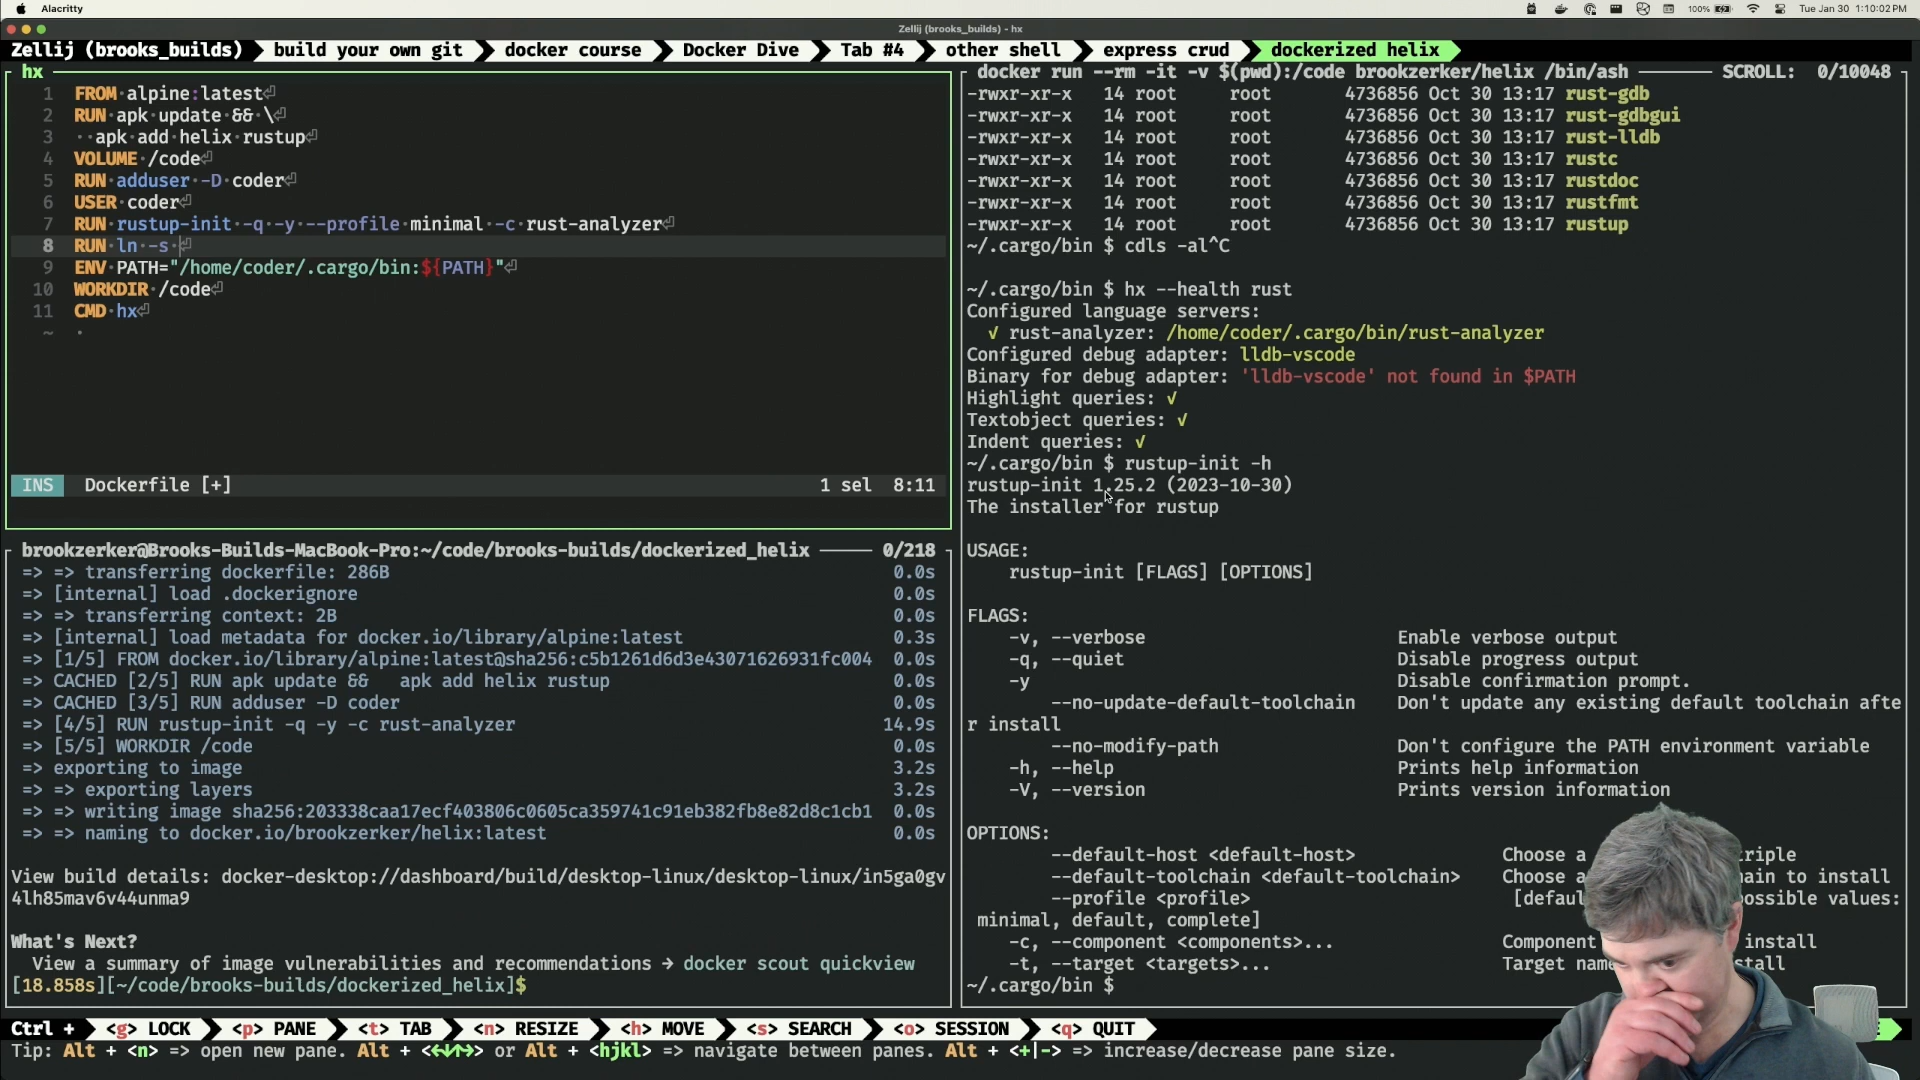 Alacritty
100%
Tue Jan 30 1:10:02 PM
Zellij (brooks_builds) - hx
Zellij (brooks_builds) build your own git docker course Docker Dive Tab #4 other shell express crud dockerized helix
hx
1 FROM·alpine:latest⏎
2 RUN·apk·update·&&·\⏎
3 ··apk·add·helix·rustup⏎
4 VOLUME·/code⏎
5 RUN·adduser·-D·coder⏎
6 USER·coder⏎
7 RUN·rustup-init·-q·-y·--profile·minimal·-c·rust-analyzer⏎
8 RUN·ln·-s·⏎
9 ENV·PATH="/home/coder/.cargo/bin:${PATH}"⏎
10 WORKDIR·/code⏎
11 CMD·hx⏎
~ ·
INS Dockerfile [+] 1 sel 8:11
brookzerker@Brooks-Builds-MacBook-Pro:~/code/brooks-builds/dockerized_helix 0/218
=> => transferring dockerfile: 286B 0.0s
=> [internal] load .dockerignore 0.0s
=> => transferring context: 2B 0.0s
=> [internal] load metadata for docker.io/library/alpine:latest 0.3s
=> [1/5] FROM docker.io/library/alpine:latest@sha256:c5b1261d6d3e43071626931fc004 0.0s
=> CACHED [2/5] RUN apk update && apk add helix rustup 0.0s
=> CACHED [3/5] RUN adduser -D coder 0.0s
=> [4/5] RUN rustup-init -q -y -c rust-analyzer 14.9s
=> [5/5] WORKDIR /code 0.0s
=> exporting to image 3.2s
=> => exporting layers 3.2s
=> => writing image sha256:203338caa17ecf403806c0605ca359741c91eb382fb8e82d8c1cb1 0.0s
=> => naming to docker.io/brookzerker/helix:latest 0.0s
View build details: docker-desktop://dashboard/build/desktop-linux/desktop-linux/in5ga0gv
4lh85mav6v44unma9
What's Next?
View a summary of image vulnerabilities and recommendations → docker scout quickview
[18.858s][~/code/brooks-builds/dockerized_helix]$
docker run --rm -it -v $(pwd):/code brookzerker/helix /bin/ash SCROLL: 0/10048
-rwxr-xr-x 14 root root 4736856 Oct 30 13:17 rust-gdb
-rwxr-xr-x 14 root root 4736856 Oct 30 13:17 rust-gdbgui
-rwxr-xr-x 14 root root 4736856 Oct 30 13:17 rust-lldb
-rwxr-xr-x 14 root root 4736856 Oct 30 13:17 rustc
-rwxr-xr-x 14 root root 4736856 Oct 30 13:17 rustdoc
-rwxr-xr-x 14 root root 4736856 Oct 30 13:17 rustfmt
-rwxr-xr-x 14 root root 4736856 Oct 30 13:17 rustup
~/.cargo/bin $ cdls -al^C
~/.cargo/bin $ hx --health rust
Configured language servers:
✓ rust-analyzer: /home/coder/.cargo/bin/rust-analyzer
Configured debug adapter: lldb-vscode
Binary for debug adapter: 'lldb-vscode' not found in $PATH
Highlight queries: ✓
Textobject queries: ✓
Indent queries: ✓
~/.cargo/bin $ rustup-init -h
rustup-init 1.25.2 (2023-10-30)
The installer for rustup
USAGE:
rustup-init [FLAGS] [OPTIONS]
FLAGS:
-v, --verbose Enable verbose output
-q, --quiet Disable progress output
-y Disable confirmation prompt.
--no-update-default-toolchain Don't update any existing default toolchain afte
r install
--no-modify-path Don't configure the PATH environment variable
-h, --help Prints help information
-V, --version Prints version information
OPTIONS:
--default-host <default-host> Choose a
--default-toolchain <default-toolchain> Choose a to install
--profile <profile> values:
minimal, default, complete]
-c, --component <components>... Component install
-t, --target <targets>... Target
~/.cargo/bin $
Ctrl + <g> LOCK <p> PANE <t> TAB <n> RESIZE <h> MOVE <s> SEARCH <o> SESSION <q> QUIT
Tip: Alt + <n> => open new pane. Alt + <←↓↑→> or Alt + <hjkl> => navigate between panes. Alt + <+|-> => increase/decrease pane size.